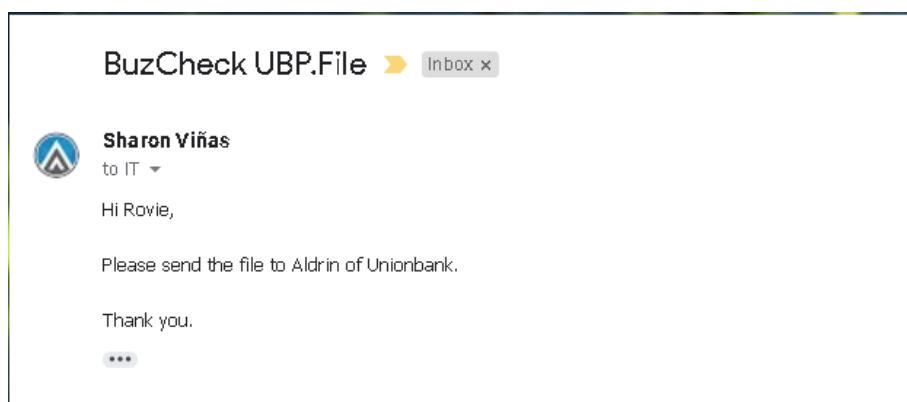 BuzCheck UBP.File Inbox x
Sharon Viñas
to IT
Hi Rovie,
Please send the file to Aldrin of Unionbank.
Thank you.